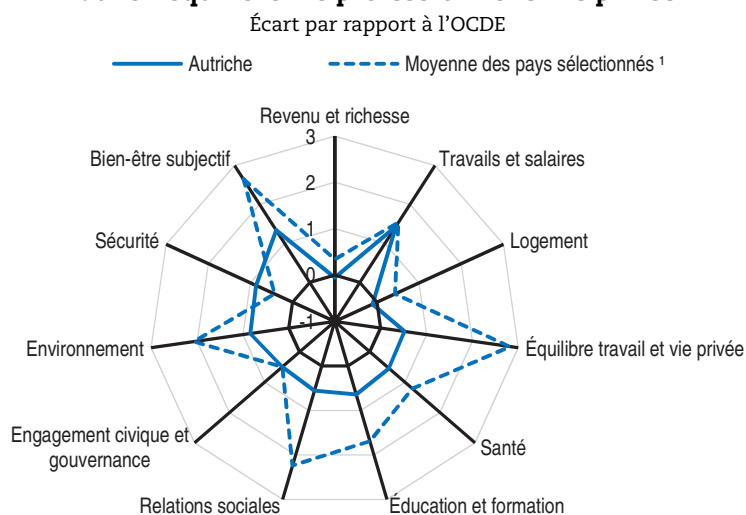 Écart par rapport à l'OCDE
Autriche
Moyenne des pays sélectionnés ¹
Revenu et richesse
3
Bien-être subjectif
Travails et salaires
2
Sécurité
1
Logement
0
-1
Environnement
Équilibre travail et vie privée
Engagement civique et
gouvernance
Santé
Relations sociales
Éducation et formation